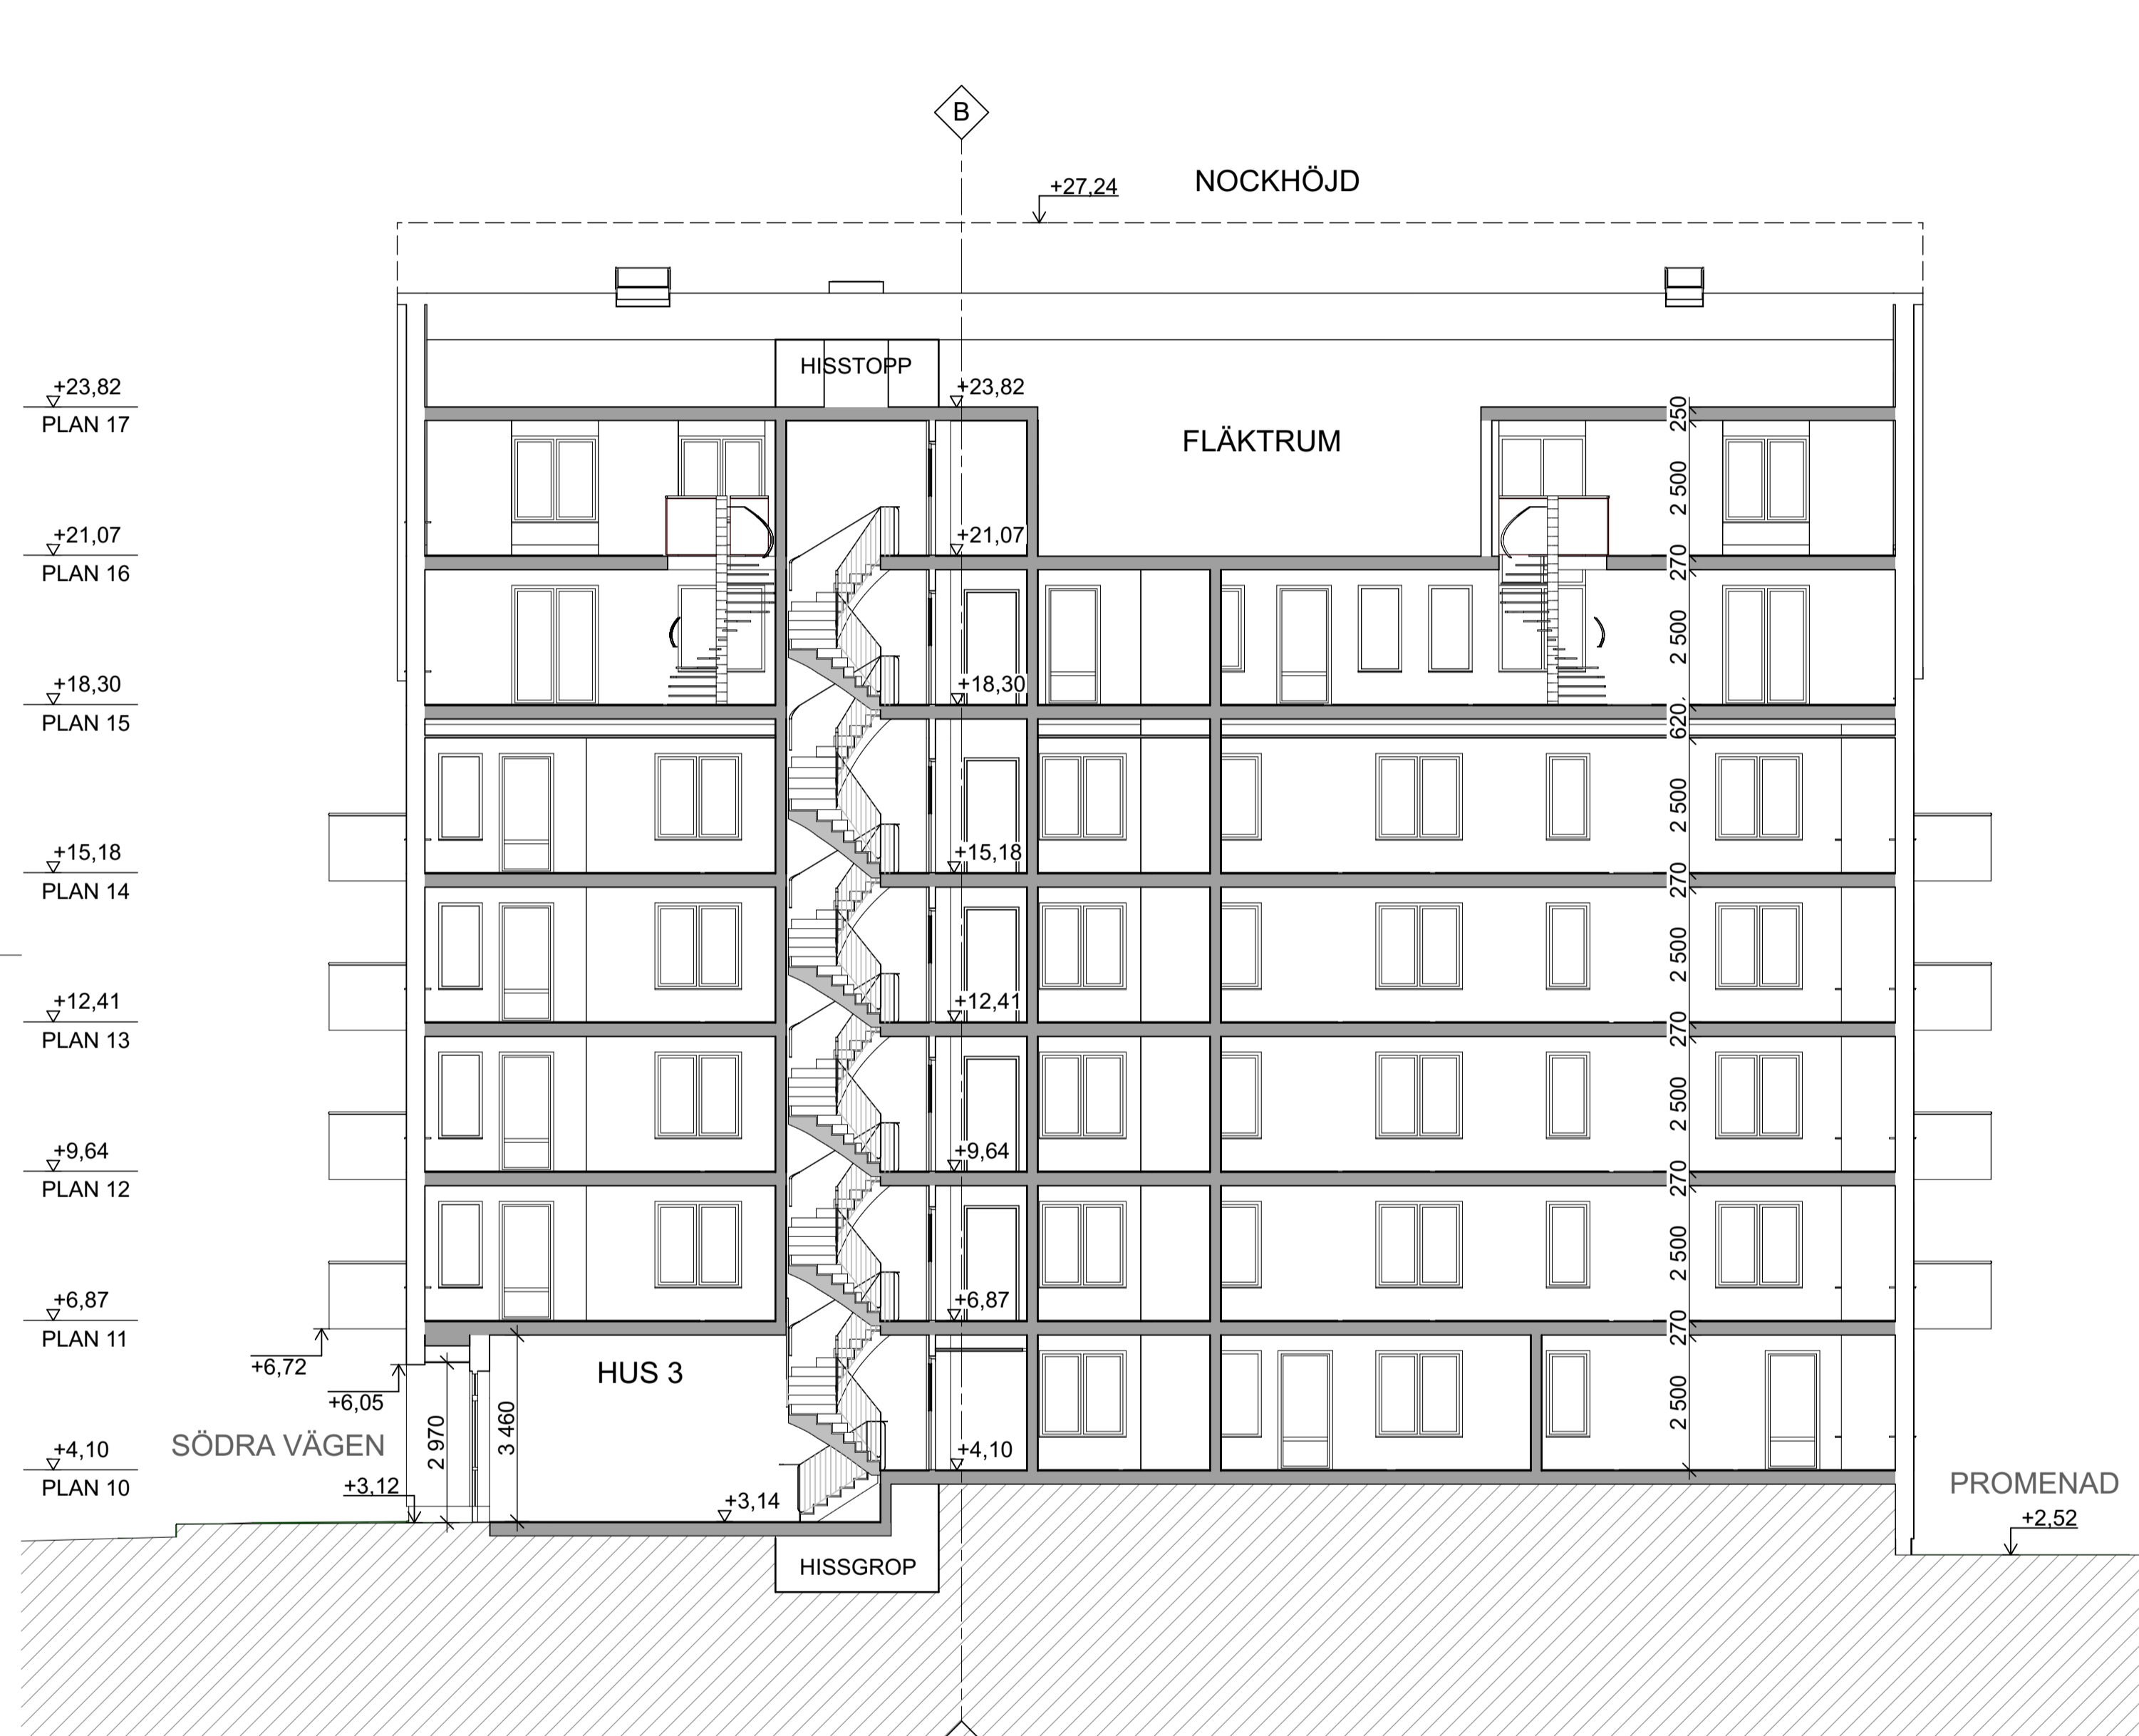 B
+27,24
NOCKHÖJD
HISSTOPP
+23,82
PLAN 17
+23,82
250
FLÄKTRUM
2 500
+21,07
PLAN 16
+21,07
270
2 500
+18,30
PLAN 15
+18,30
620
2 500
+15,18
PLAN 14
+15,18
270
2 500
+12,41
PLAN 13
+12,41
270
2 500
+9,64
PLAN 12
+9,64
270
2 500
+6,87
PLAN 11
+6,87
270
+6,72
HUS 3
+6,05
2 970
3 460
2 500
SÖDRA VÄGEN
+4,10
PLAN 10
+4,10
+3,12
+3,14
PROMENAD
+2,52
HISSGROP